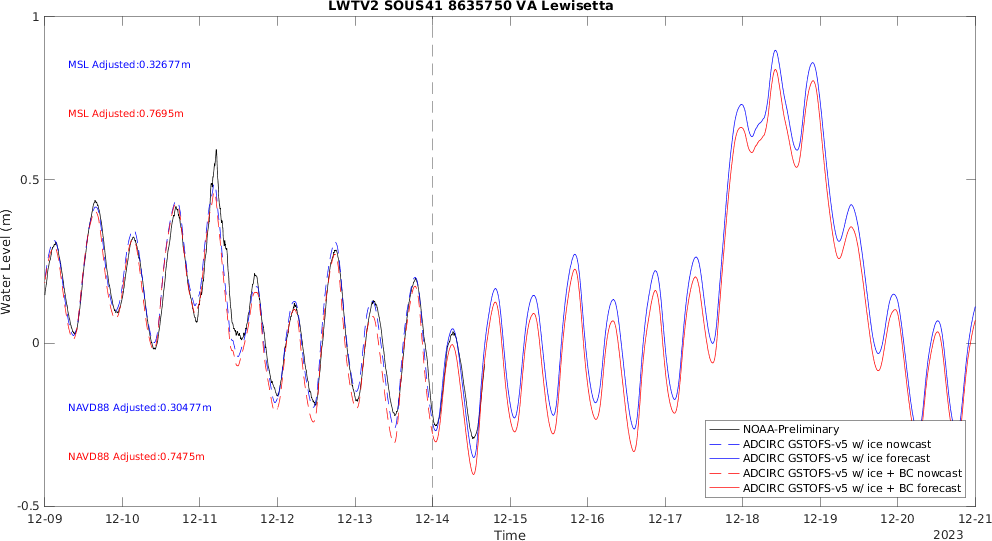 LWTV2 SOUS41 8635750 VA Lewisetta
MSL Adjusted:0.32677m
MSL Adjusted:0.7695m
NAVD88 Adjusted:0.30477m
NAVD88 Adjusted:0.7475m
Water Level (m)
1
0.5
0
-0.5
NOAA-Preliminary
ADCIRC GSTOFS-v5 w/ ice nowcast
ADCIRC GSTOFS-v5 w/ ice forecast
ADCIRC GSTOFS-v5 w/ ice + BC nowcast
ADCIRC GSTOFS-v5 w/ ice + BC forecast
12-09 12-10 12-11 12-12 12-13 12-14 12-15 12-16 12-17 12-18 12-19 12-20 12-21
Time
2023